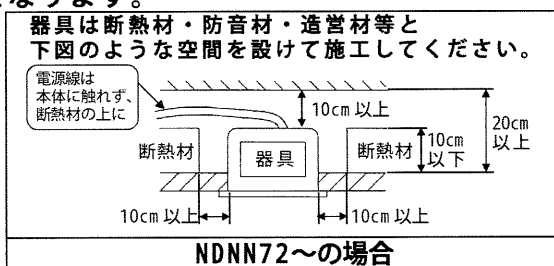 なります。
器具は断熱材・防音材・造営材等と
下図のような空間を設けて施工してください。
電源線は
本体に触れず、
断熱材の上に
10cm 以上
20cm
以上
断熱材
器具
断熱材
10cm
以下
10cm 以上
10cm 以上
NDNN72～の場合